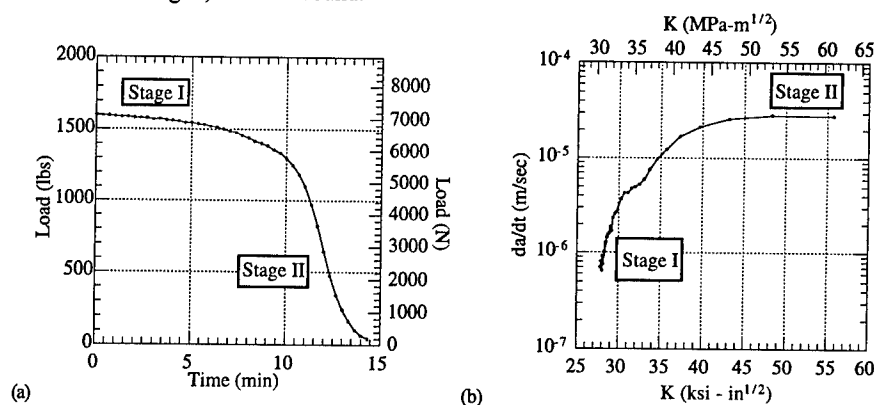 2000
1500
1000
500
0
Load (lbs)
Stage I
Stage II
8000
7000
6000
5000
4000
3000
2000
1000
0
Load (N)
0 5 10 15
Time (min)
(a)
K (MPa-m1/2)
30 35 40 45 50 55 60 65
10-4
10-5
10-6
10-7
da/dt (m/sec)
Stage II
Stage I
25 30 35 40 45 50 55 60
K (ksi - in1/2)
(b)